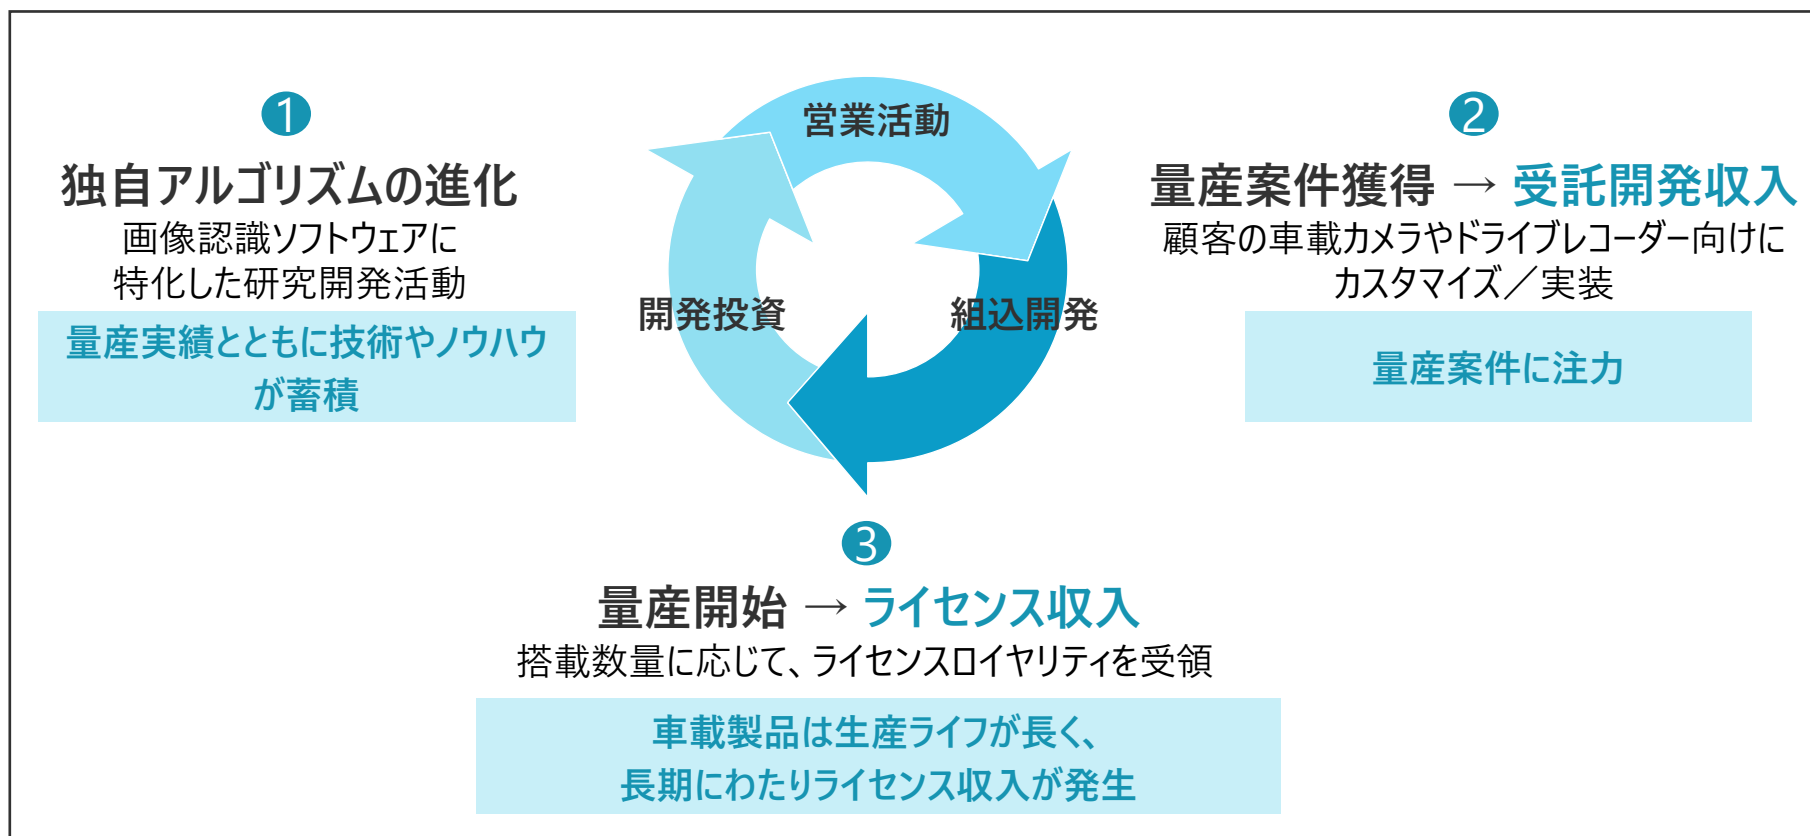 1
独自アルゴリズムの進化
画像認識ソフトウェアに
特化した研究開発活動
量産実績とともに技術やノウハウ
が蓄積
営業活動
開発投資
組込開発
2
量産案件獲得 → 受託開発収入
顧客の車載カメラやドライブレコーダー向けに
カスタマイズ／実装
量産案件に注力
3
量産開始 → ライセンス収入
搭載数量に応じて、ライセンスロイヤリティを受領
車載製品は生産ライフが長く、
長期にわたりライセンス収入が発生